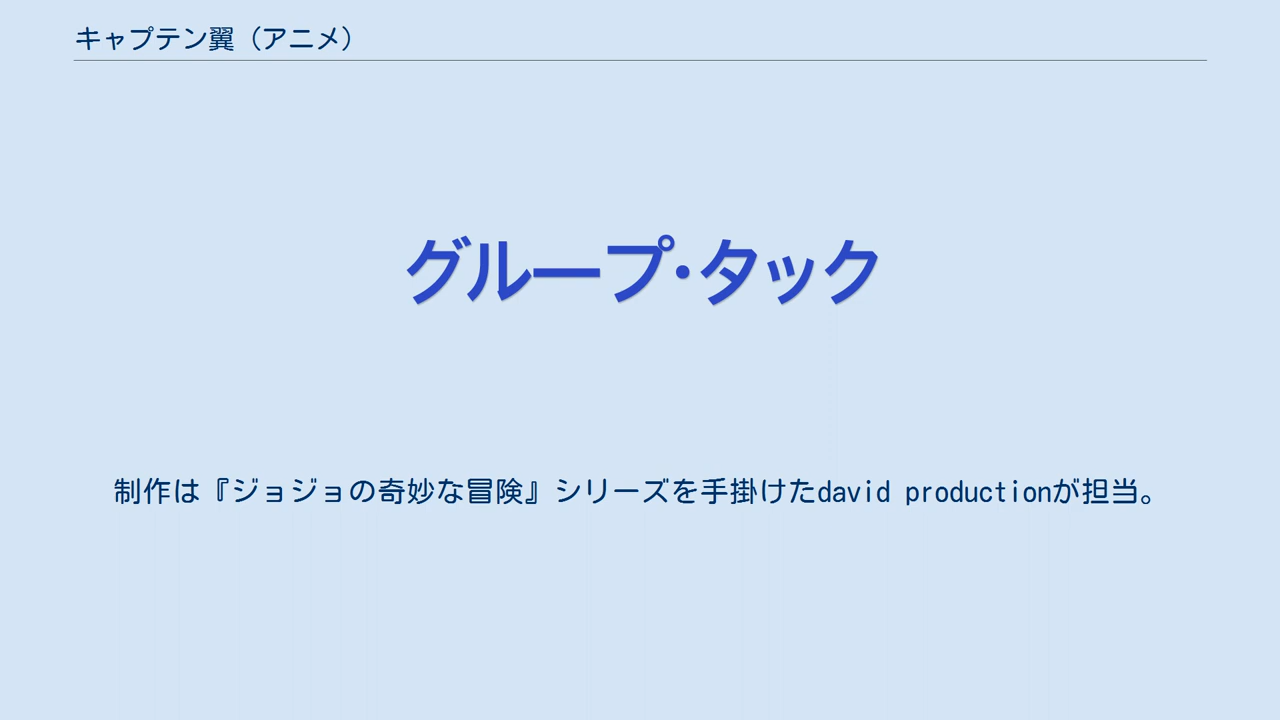 キャプテン翼（アニメ）
グループ・タック
制作は『ジョジョの奇妙な冒険』シリーズを手掛けたdavid productionが担当。